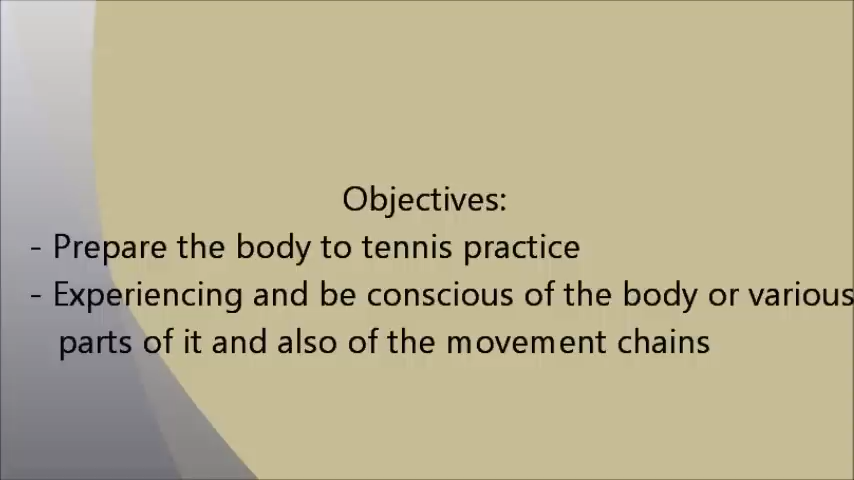 Objectives:
- Prepare the body to tennis practice
- Experiencing and be conscious of the body or various
parts of it and also of the movement chains